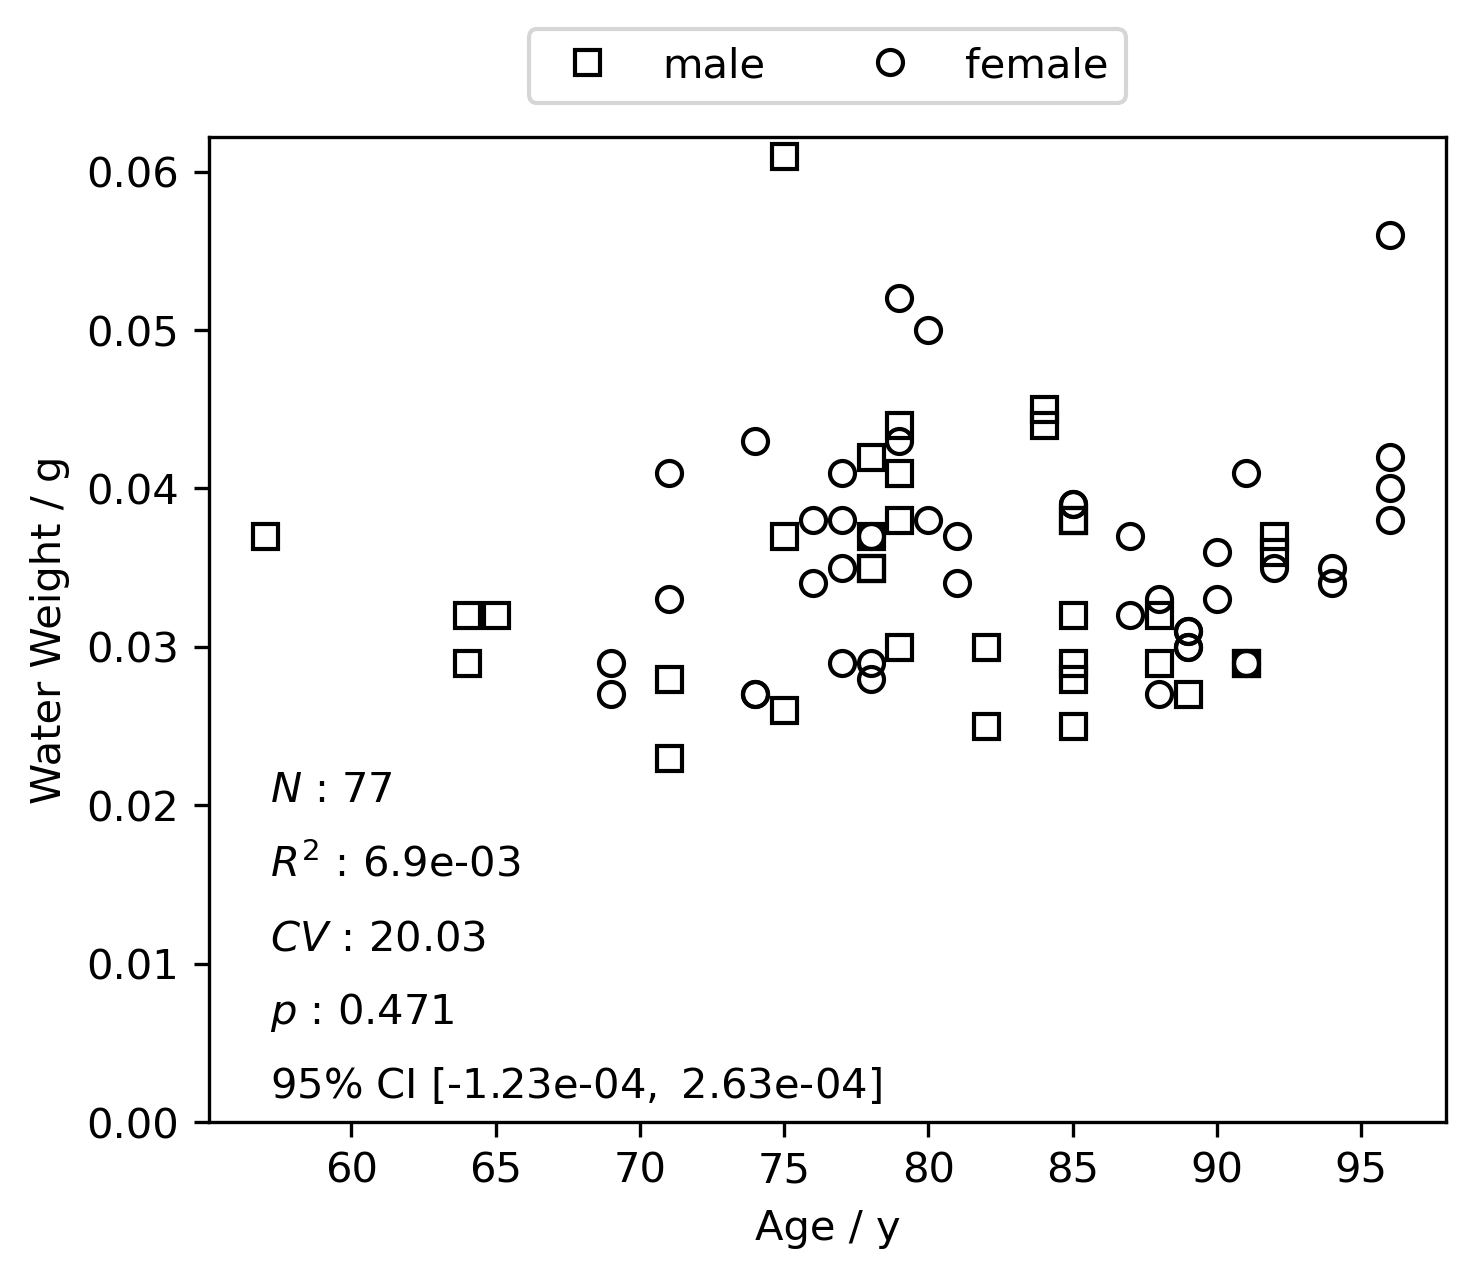 male female
0.06
0.05
0.04
0.03
0.02
0.01
0.00
Water Weight / g
N : 77
R² : 6.9e-03
CV : 20.03
p : 0.471
95% CI [-1.23e-04, 2.63e-04]
60 65 70 75 80 85 90 95
Age / y